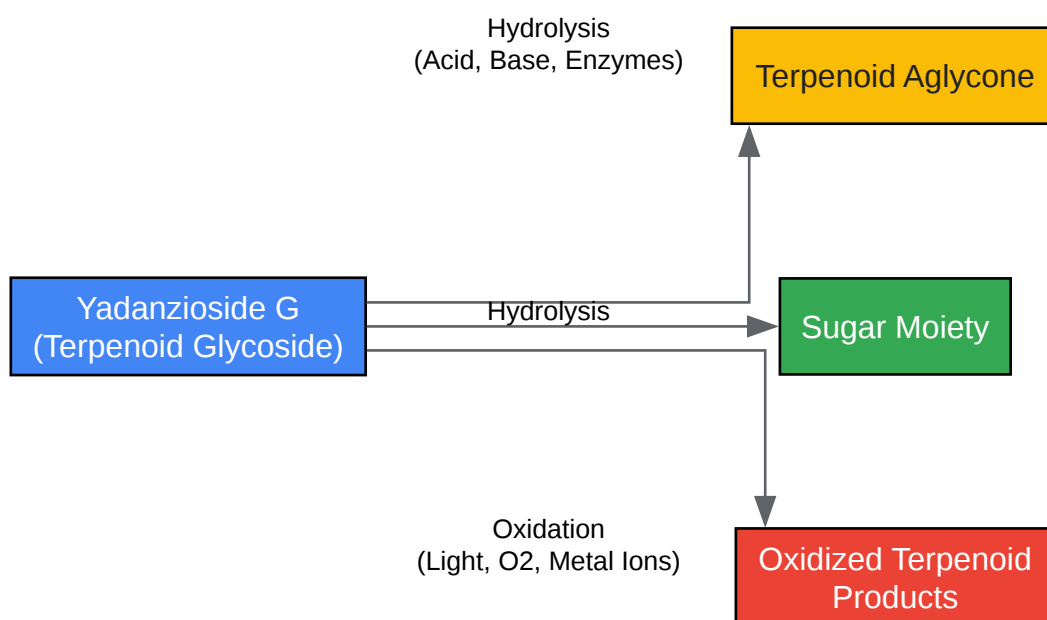 Hydrolysis
(Acid, Base, Enzymes)
Terpenoid Aglycone
Yadanzioside G
(Terpenoid Glycoside)
Hydrolysis
Sugar Moiety
Oxidation
(Light, O2, Metal Ions)
Oxidized Terpenoid
Products